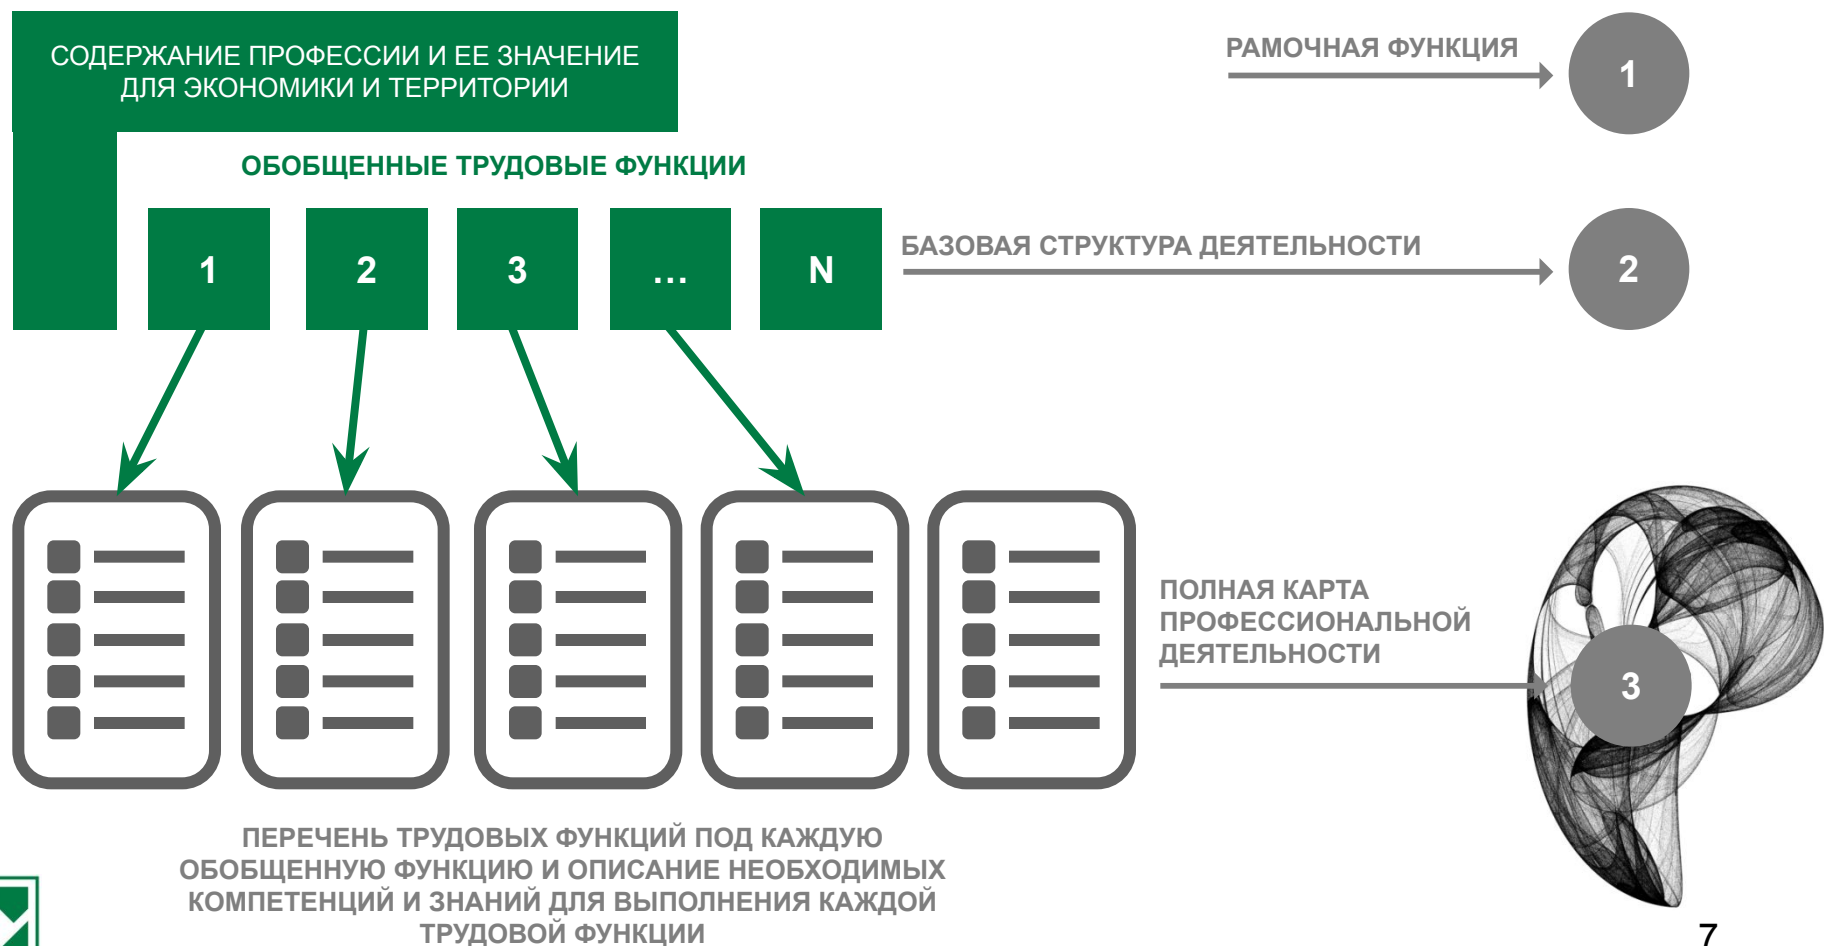 СОДЕРЖАНИЕ ПРОФЕССИИ И ЕЕ ЗНАЧЕНИЕ
ДЛЯ ЭКОНОМИКИ И ТЕРРИТОРИИ
РАМОЧНАЯ ФУНКЦИЯ
1
ОБОБЩЕННЫЕ ТРУДОВЫЕ ФУНКЦИИ
1
2
3
...
N
БАЗОВАЯ СТРУКТУРА ДЕЯТЕЛЬНОСТИ
2
ПОЛНАЯ КАРТА
ПРОФЕССИОНАЛЬНОЙ
ДЕЯТЕЛЬНОСТИ
3
ПЕРЕЧЕНЬ ТРУДОВЫХ ФУНКЦИЙ ПОД КАЖДУЮ
ОБОБЩЕННУЮ ФУНКЦИЮ И ОПИСАНИЕ НЕОБХОДИМЫХ
КОМПЕТЕНЦИЙ И ЗНАНИЙ ДЛЯ ВЫПОЛНЕНИЯ КАЖДОЙ
ТРУДОВОЙ ФУНКЦИИ
7